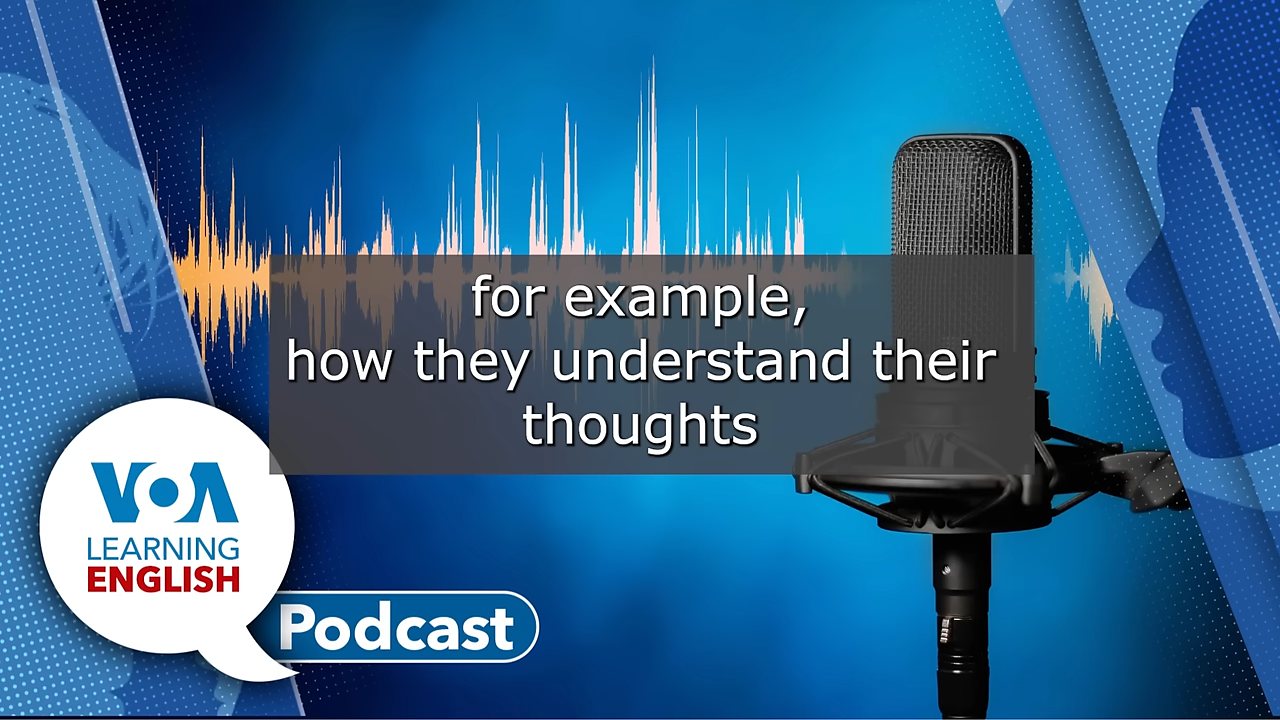 for example,
how they understand their
thoughts
VOA
LEARNING
ENGLISH
Podcast